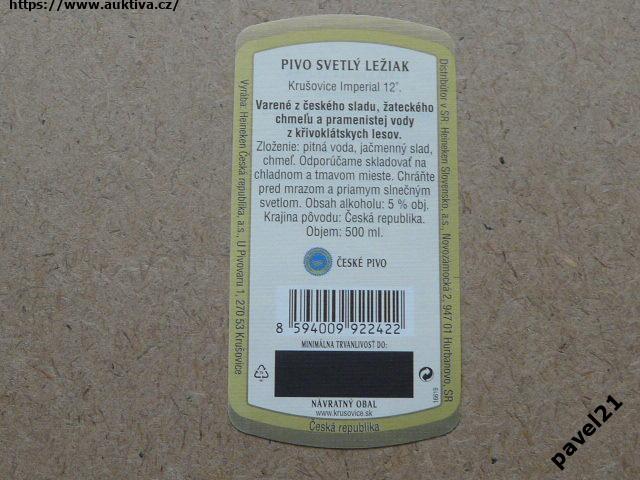 https://www.auktiva.cz/
PIVO SVETLÝ LEŽIAK
Krušovice Imperial 12°.
Varené z českého sladu, žateckého
chmeľu a pramenistej vody
z křivoklátskych lesov.
Zloženie: pitná voda, jačmenný slad,
chmeľ. Odporúčame skladovať na
chladnom a tmavom mieste. Chráňte
pred mrazom a priamym slnečným
svetlom. Obsah alkoholu: 5 % obj.
Krajina pôvodu: Česká republika.
Objem: 500 ml.
ČESKÉ PIVO
8 594009 922422
MINIMÁLNA TRVANLIVOSŤ DO:
NÁVRATNÝ OBAL
www.krusovice.sk
Česká republika
Vyrába: Heineken Česká republika, a.s., U Pivovaru 1, 270 53 Krušovice
Distribútor v SR: Heineken Slovensko, a.s., Novozámocká 2, 947 01 Hurbanovo, SR
16619
pavel21